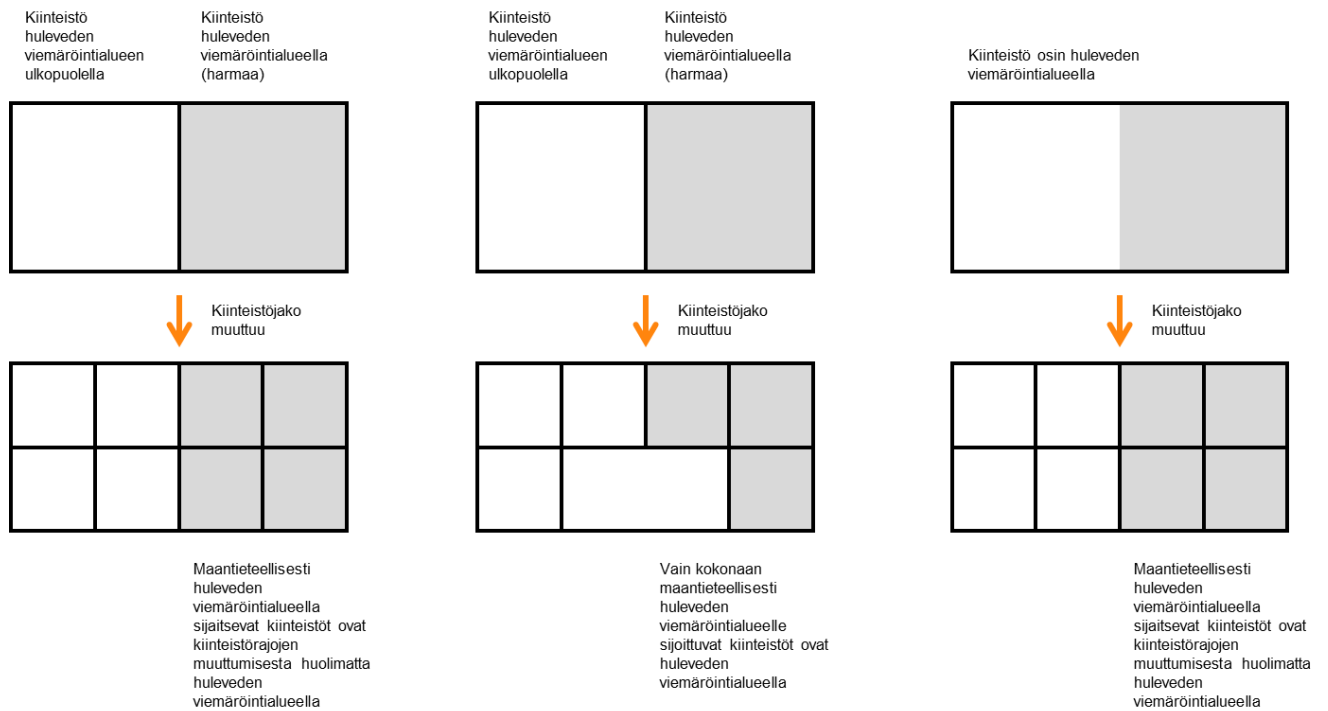 Kiinteistö
huleveden
viemäröintialueen
ulkopuolella
Kiinteistö
huleveden
viemäröintialueella
(harmaa)
Kiinteistö
huleveden
viemäröintialueen
ulkopuolella
Kiinteistö
huleveden
viemäröintialueella
(harmaa)
Kiinteistö osin huleveden
viemäröintialueella
Kiinteistöjako
muuttuu
Kiinteistöjako
muuttuu
Kiinteistöjako
muuttuu
Maantieteellisesti
huleveden
viemäröintialueella
sijaitsevat kiinteistöt ovat
kiinteistörajojen
muuttumisesta huolimatta
huleveden
viemäröintialueella
Vain kokonaan
maantieteellisesti
huleveden
viemäröintialueelle
sijoittuvat kiinteistöt ovat
huleveden
viemäröintialueella
Maantieteellisesti
huleveden
viemäröintialueella
sijaitsevat kiinteistöt ovat
kiinteistörajojen
muuttumisesta huolimatta
huleveden
viemäröintialueella